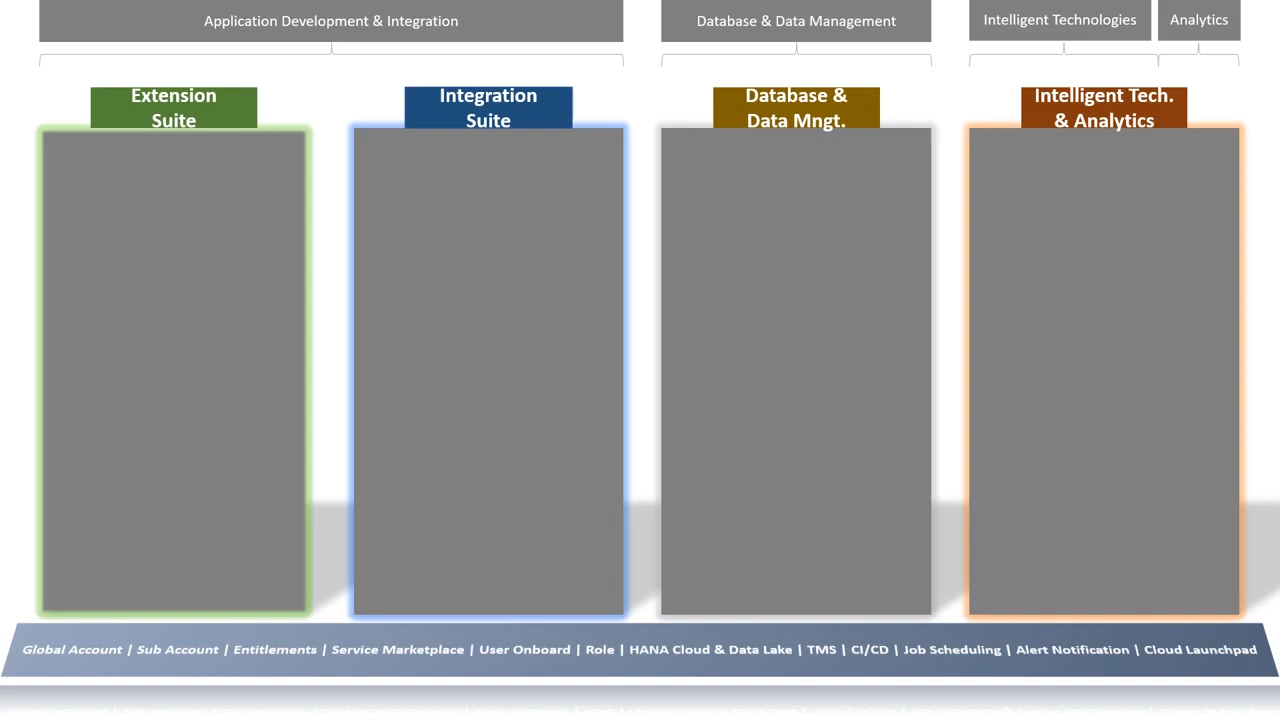 Application Development & Integration
Database & Data Management
Intelligent Technologies
Analytics
Extension
Suite
Integration
Suite
Database &
Data Mngt.
Intelligent Tech.
& Analytics
Global Account | Sub Account | Entitlements | Service Marketplace | User Onboard | Role | HANA Cloud & Data Lake | TMS | CI/CD | Job Scheduling | Alert Notification | Cloud Launchpad